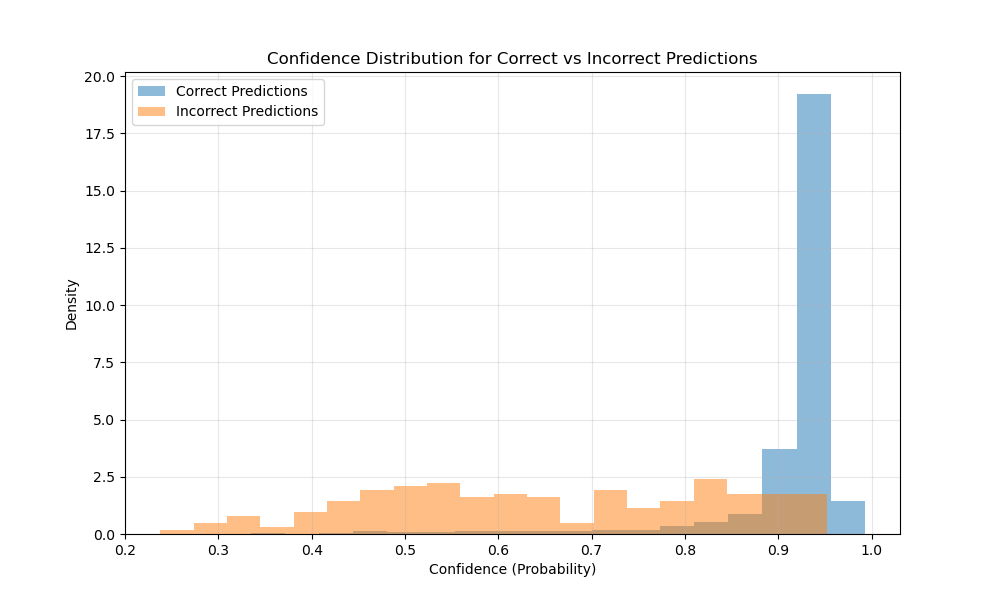 Confidence Distribution for Correct vs Incorrect Predictions
Correct Predictions
Incorrect Predictions
20.0
17.5
15.0
12.5
10.0
7.5
5.0
2.5
0.0
Density
0.2 0.3 0.4 0.5 0.6 0.7 0.8 0.9 1.0
Confidence (Probability)